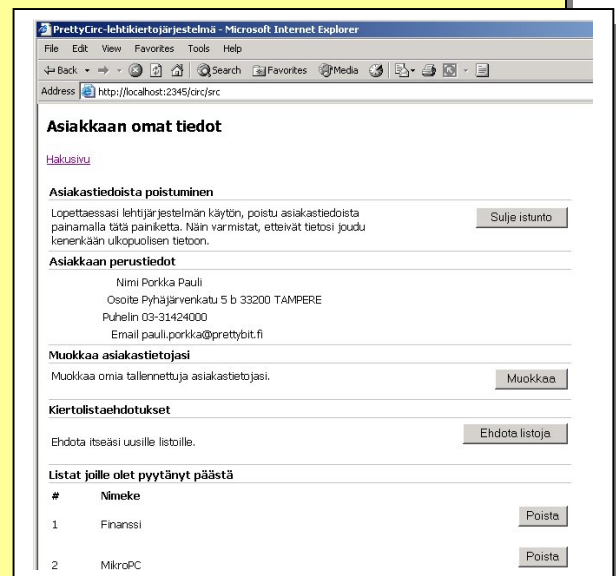 PrettyCirc-lehtikiertojärjestelmä - Microsoft Internet Explorer
File Edit View Favorites Tools Help
Back Search Favorites Media
Address http://localhost:2345/circ/src
Asiakkaan omat tiedot
Hakusivu
Asiakastiedoista poistuminen
Lopettaessasi lehtijärjestelmän käytön, poistu asiakastiedoista
painamalla tätä painiketta. Näin varmistat, etteivät tietosi joudu
kenenkään ulkopuolisen tietoon.
Sulje istunto
Asiakkaan perustiedot
Nimi Porkka Pauli
Osoite Pyhäjärvenkatu 5 b 33200 TAMPERE
Puhelin 03-31424000
Email pauli.porkka@prettybit.fi
Muokkaa asiakastietojasi
Muokkaa omia tallennettuja asiakastietojasi. Muokkaa
Kiertolistaehdotukset
Ehdota itseäsi uusille listoille. Ehdota listoja
Listat joille olet pyytänyt päästä
# Nimeke
1 Finanssi Poista
2 MikroPC Poista